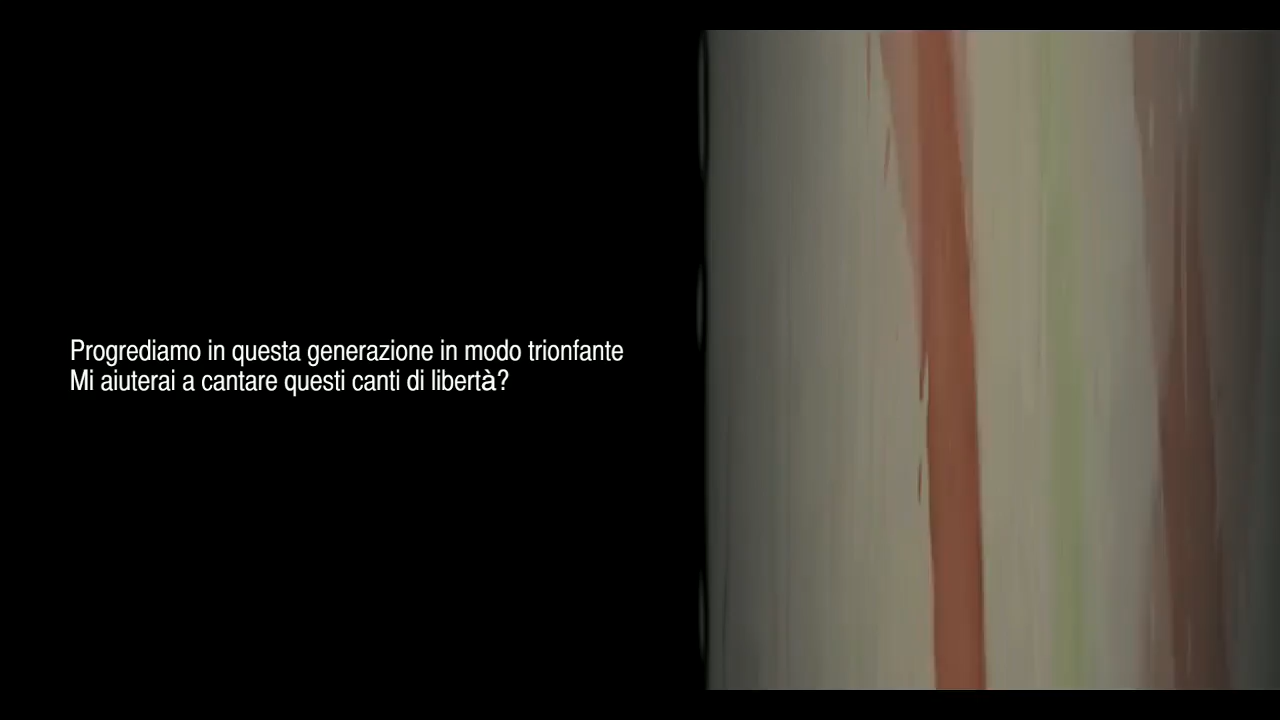 Progrediamo in questa generazione in modo trionfante
Mi aiuterai a cantare questi canti di libertà?